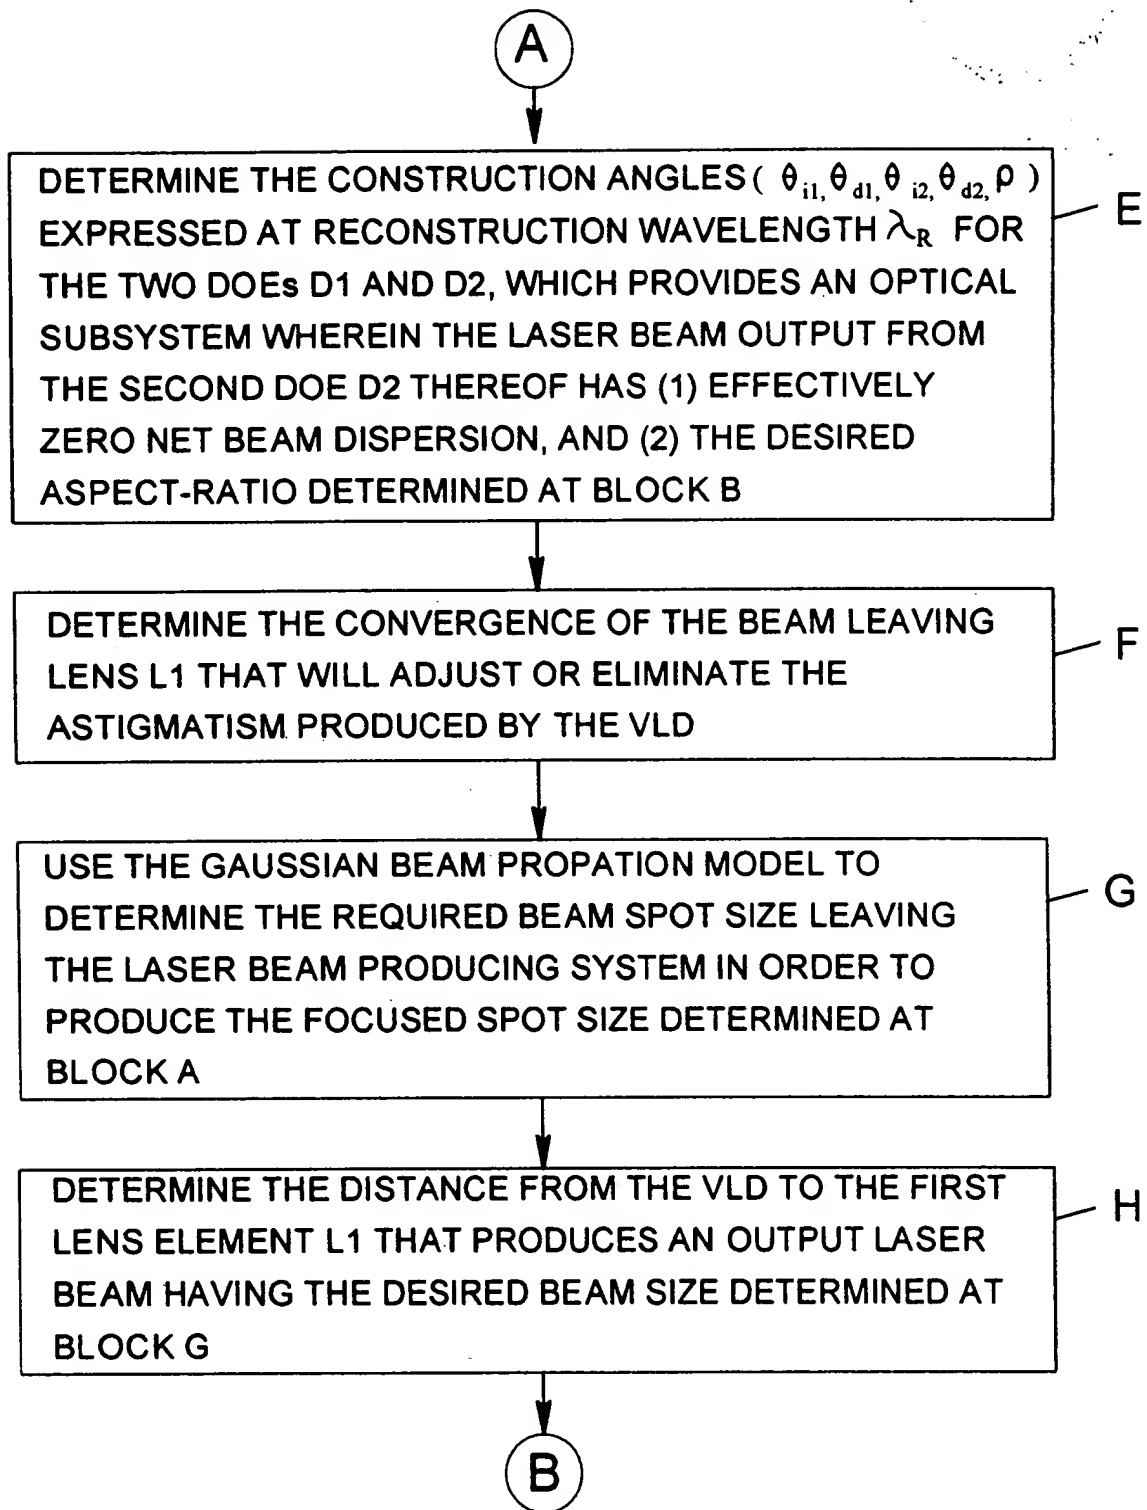 A
DETERMINE THE CONSTRUCTION ANGLES ( θi1, θd1, θi2, θd2, ρ )
EXPRESSED AT RECONSTRUCTION WAVELENGTH λR FOR
THE TWO DOEs D1 AND D2, WHICH PROVIDES AN OPTICAL
SUBSYSTEM WHEREIN THE LASER BEAM OUTPUT FROM
THE SECOND DOE D2 THEREOF HAS (1) EFFECTIVELY
ZERO NET BEAM DISPERSION, AND (2) THE DESIRED
ASPECT-RATIO DETERMINED AT BLOCK B
E
DETERMINE THE CONVERGENCE OF THE BEAM LEAVING
LENS L1 THAT WILL ADJUST OR ELIMINATE THE
ASTIGMATISM PRODUCED BY THE VLD
F
USE THE GAUSSIAN BEAM PROPATION MODEL TO
DETERMINE THE REQUIRED BEAM SPOT SIZE LEAVING
THE LASER BEAM PRODUCING SYSTEM IN ORDER TO
PRODUCE THE FOCUSED SPOT SIZE DETERMINED AT
BLOCK A
G
DETERMINE THE DISTANCE FROM THE VLD TO THE FIRST
LENS ELEMENT L1 THAT PRODUCES AN OUTPUT LASER
BEAM HAVING THE DESIRED BEAM SIZE DETERMINED AT
BLOCK G
H
B